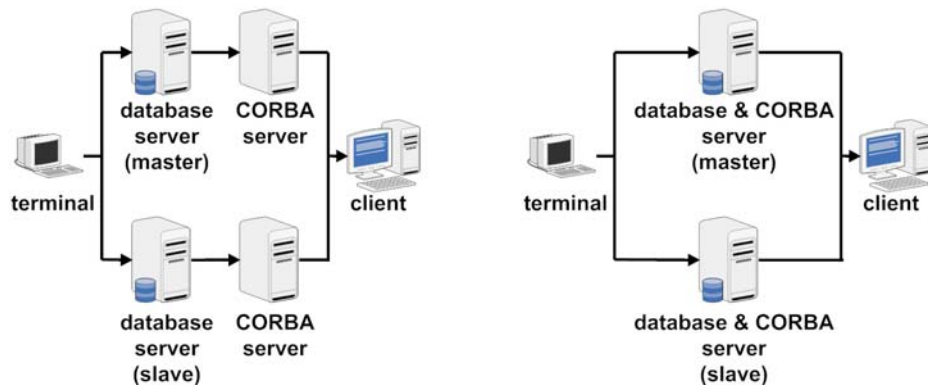 database
server
(master)
CORBA
server
terminal
client
database
server
(slave)
CORBA
server
database & CORBA
server
(master)
terminal
client
database & CORBA
server
(slave)